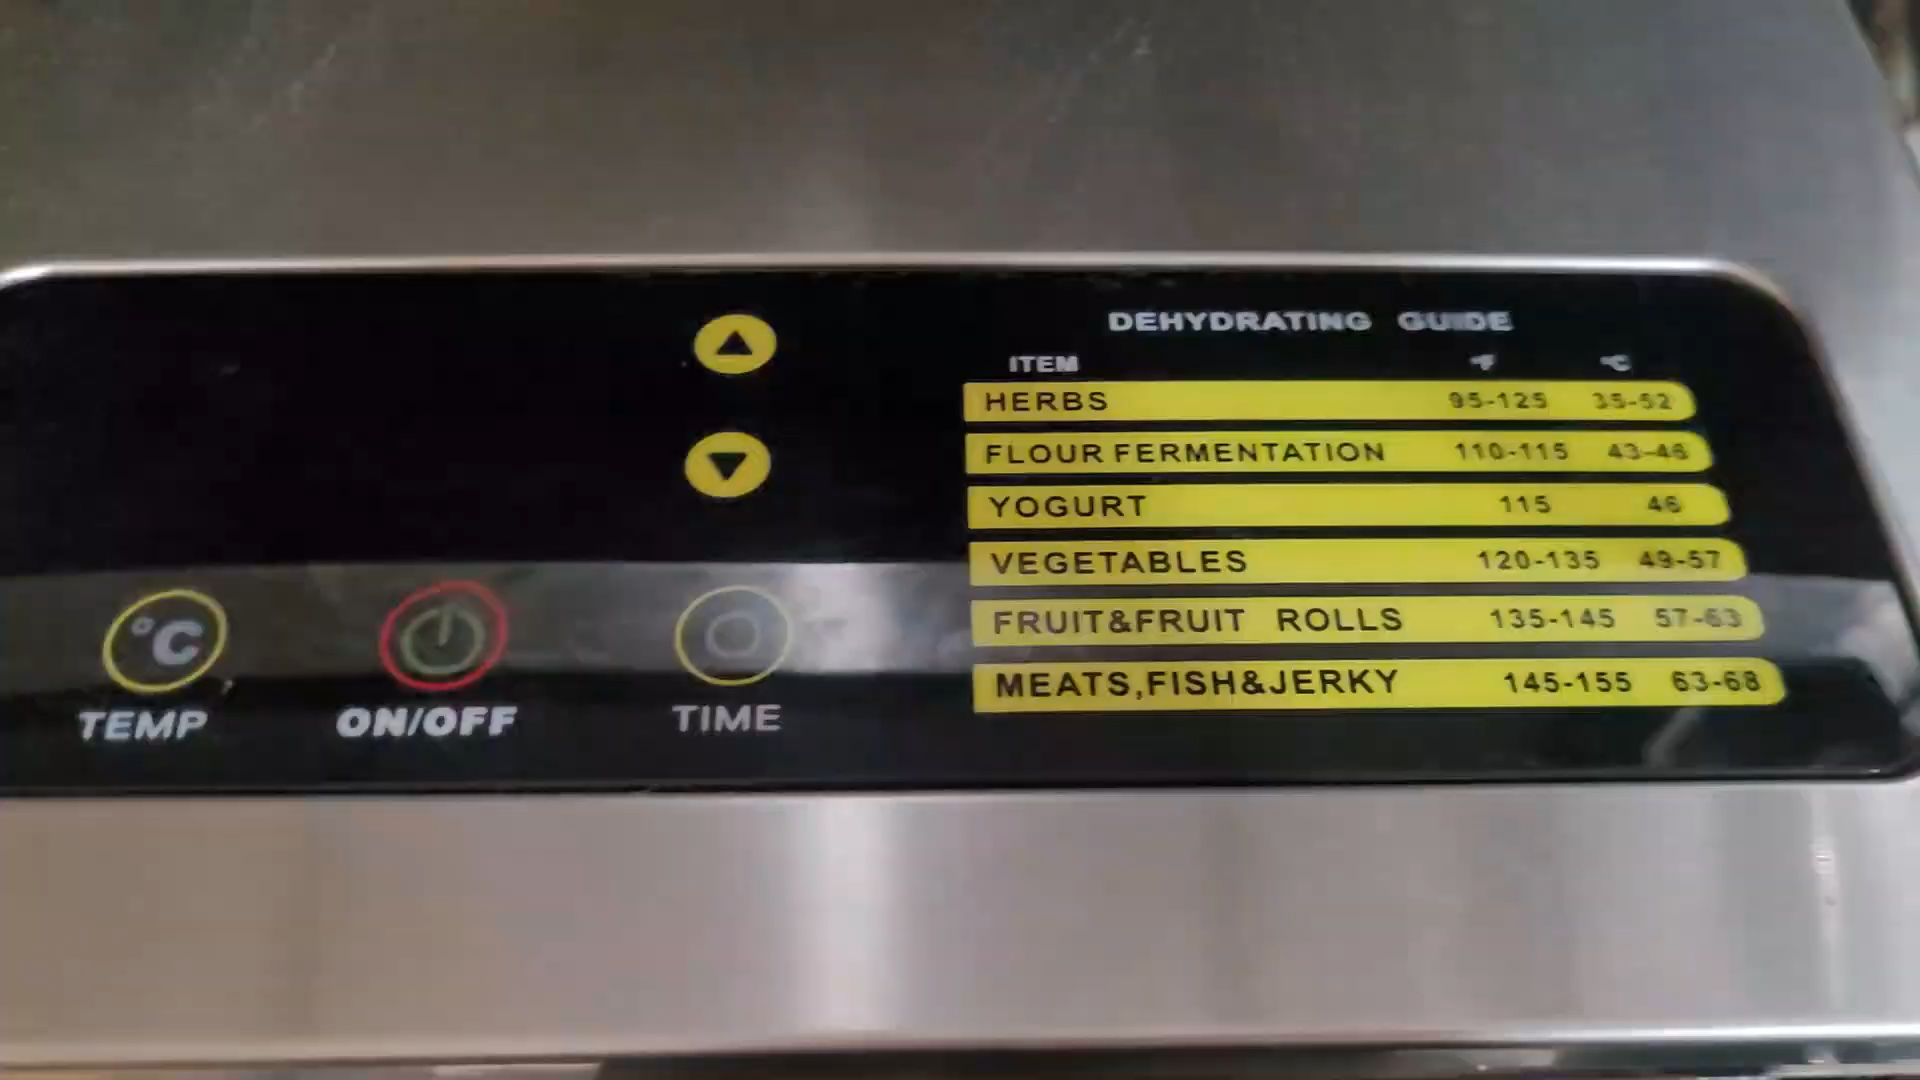 DEHYDRATING GUIDE
ITEM °F °C
HERBS 95-125 35-52
FLOUR FERMENTATION 110-115 43-46
YOGURT 115 46
VEGETABLES 120-135 49-57
FRUIT&FRUIT ROLLS 135-145 57-63
MEATS,FISH&JERKY 145-155 63-68
°C
TEMP ON/OFF TIME